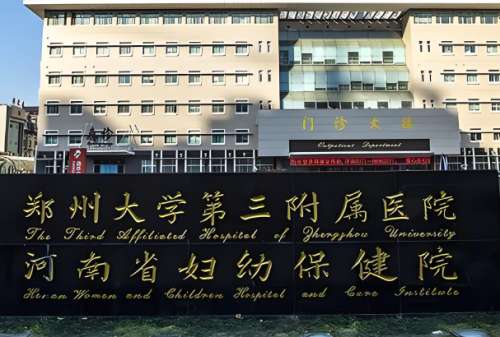 急诊
门诊大楼
Outpatient Department
郑州大学第三附属医院
The Third Affiliated Hospital of Zhengzhou University
河南省妇幼保健院
Henan Women and Children Hospital and Care Institute